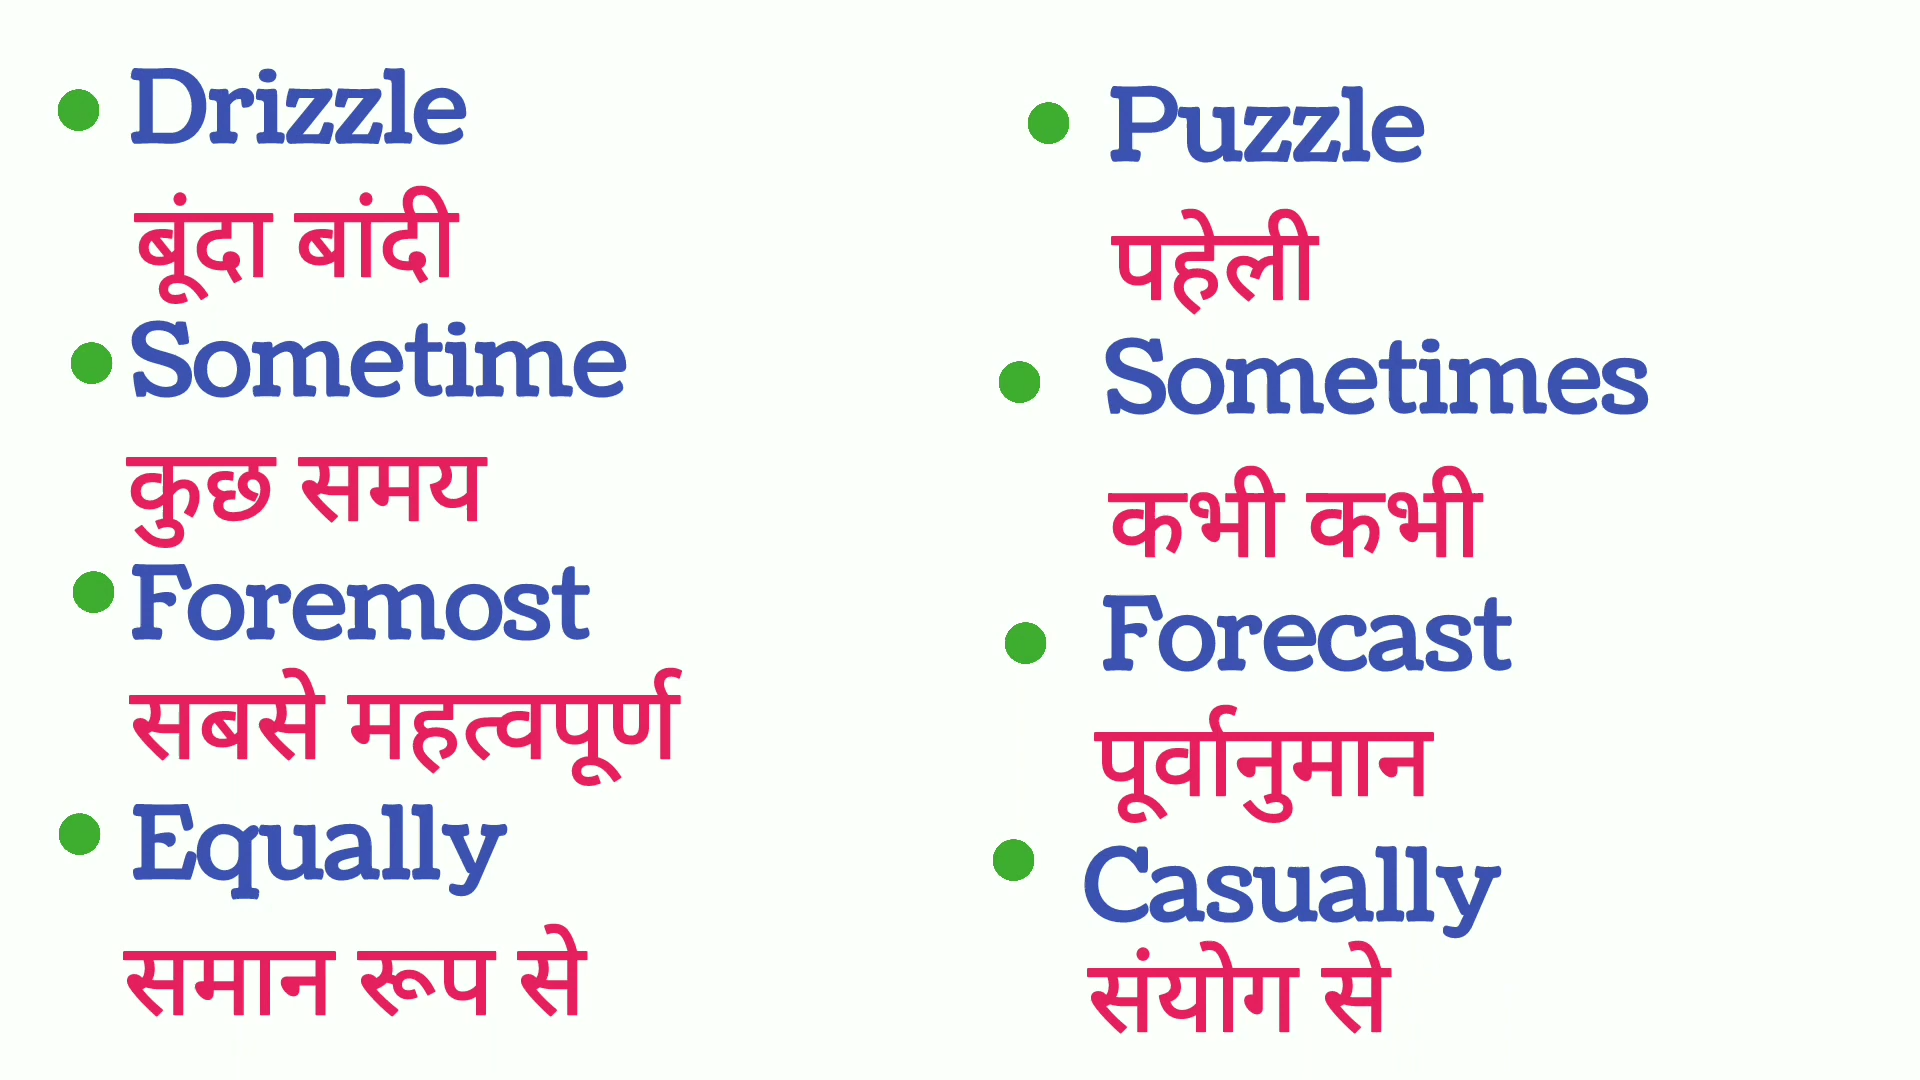 Drizzle
बूंदा बांदी
Sometime
कुछ समय
Foremost
सबसे महत्वपूर्ण
Equally
समान रूप से
Puzzle
पहेली
Sometimes
कभी कभी
Forecast
पूर्वानुमान
Casually
संयोग से